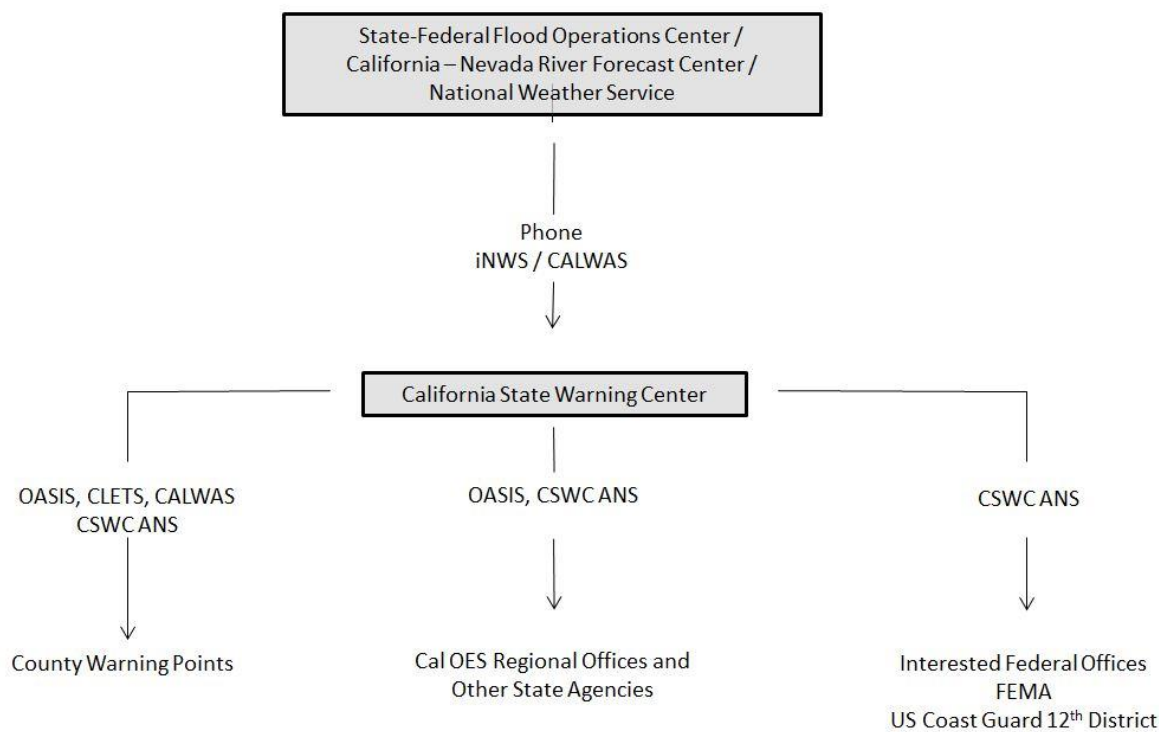 State-Federal Flood Operations Center /
California – Nevada River Forecast Center /
National Weather Service
Phone
iNWS / CALWAS
California State Warning Center
OASIS, CLETS, CALWAS
CSWC ANS
OASIS, CSWC ANS
CSWC ANS
County Warning Points
Cal OES Regional Offices and
Other State Agencies
Interested Federal Offices
FEMA
US Coast Guard 12th District